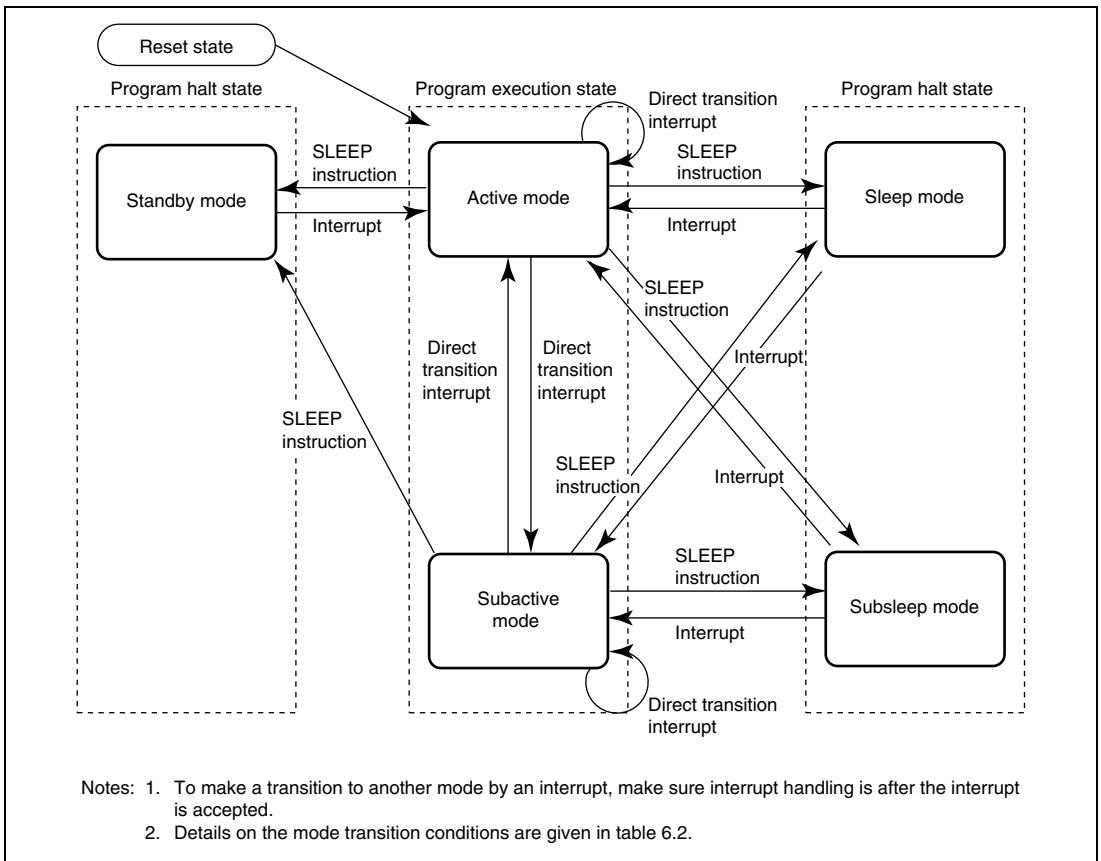 Reset state
Program halt state
Program execution state
Program halt state
Direct transition
interrupt
SLEEP
instruction
SLEEP
instruction
Standby mode
Active mode
Sleep mode
Interrupt
Interrupt
SLEEP
instruction
Direct
transition
interrupt
Direct
transition
interrupt
Interrupt
SLEEP
instruction
SLEEP
instruction
Interrupt
SLEEP
instruction
Subactive
mode
Subsleep mode
Interrupt
Direct transition
interrupt
Notes: 1. To make a transition to another mode by an interrupt, make sure interrupt handling is after the interrupt
is accepted.
2. Details on the mode transition conditions are given in table 6.2.